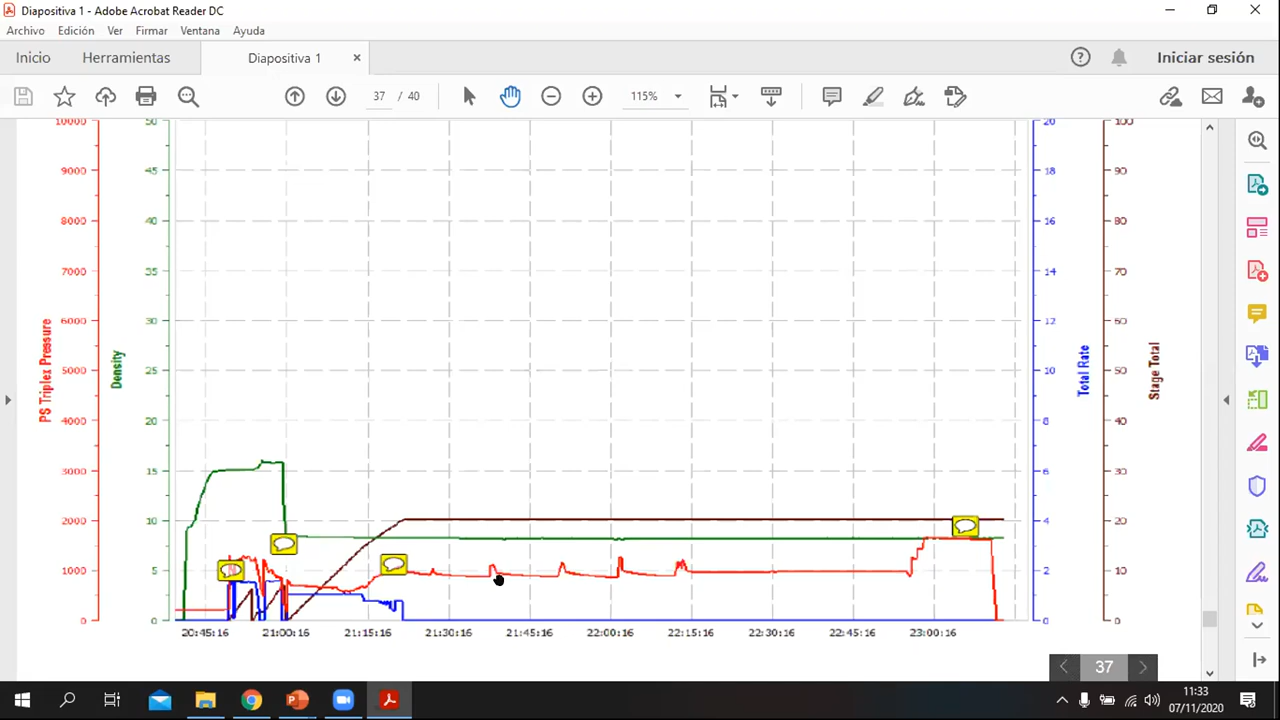 Diapositiva 1 - Adobe Acrobat Reader DC
Archivo Edición Ver Firmar Ventana Ayuda
Inicio Herramientas Diapositiva 1 × Iniciar sesión
37 / 40 115%
10000 50 20 100
9000 45 18 90
8000 40 16 80
7000 35 14 70
6000 30 12 60
5000 25 10 50
4000 20 8 40
3000 15 6 30
2000 10 4 20
1000 5 2 10
0 0 0
PS Triplex Pressure
Density
Total Rate
Stage Total
20:45:16 21:00:16 21:15:16 21:30:16 21:45:16 22:00:16 22:15:16 22:30:16 22:45:16 23:00:16
37
11:33
07/11/2020